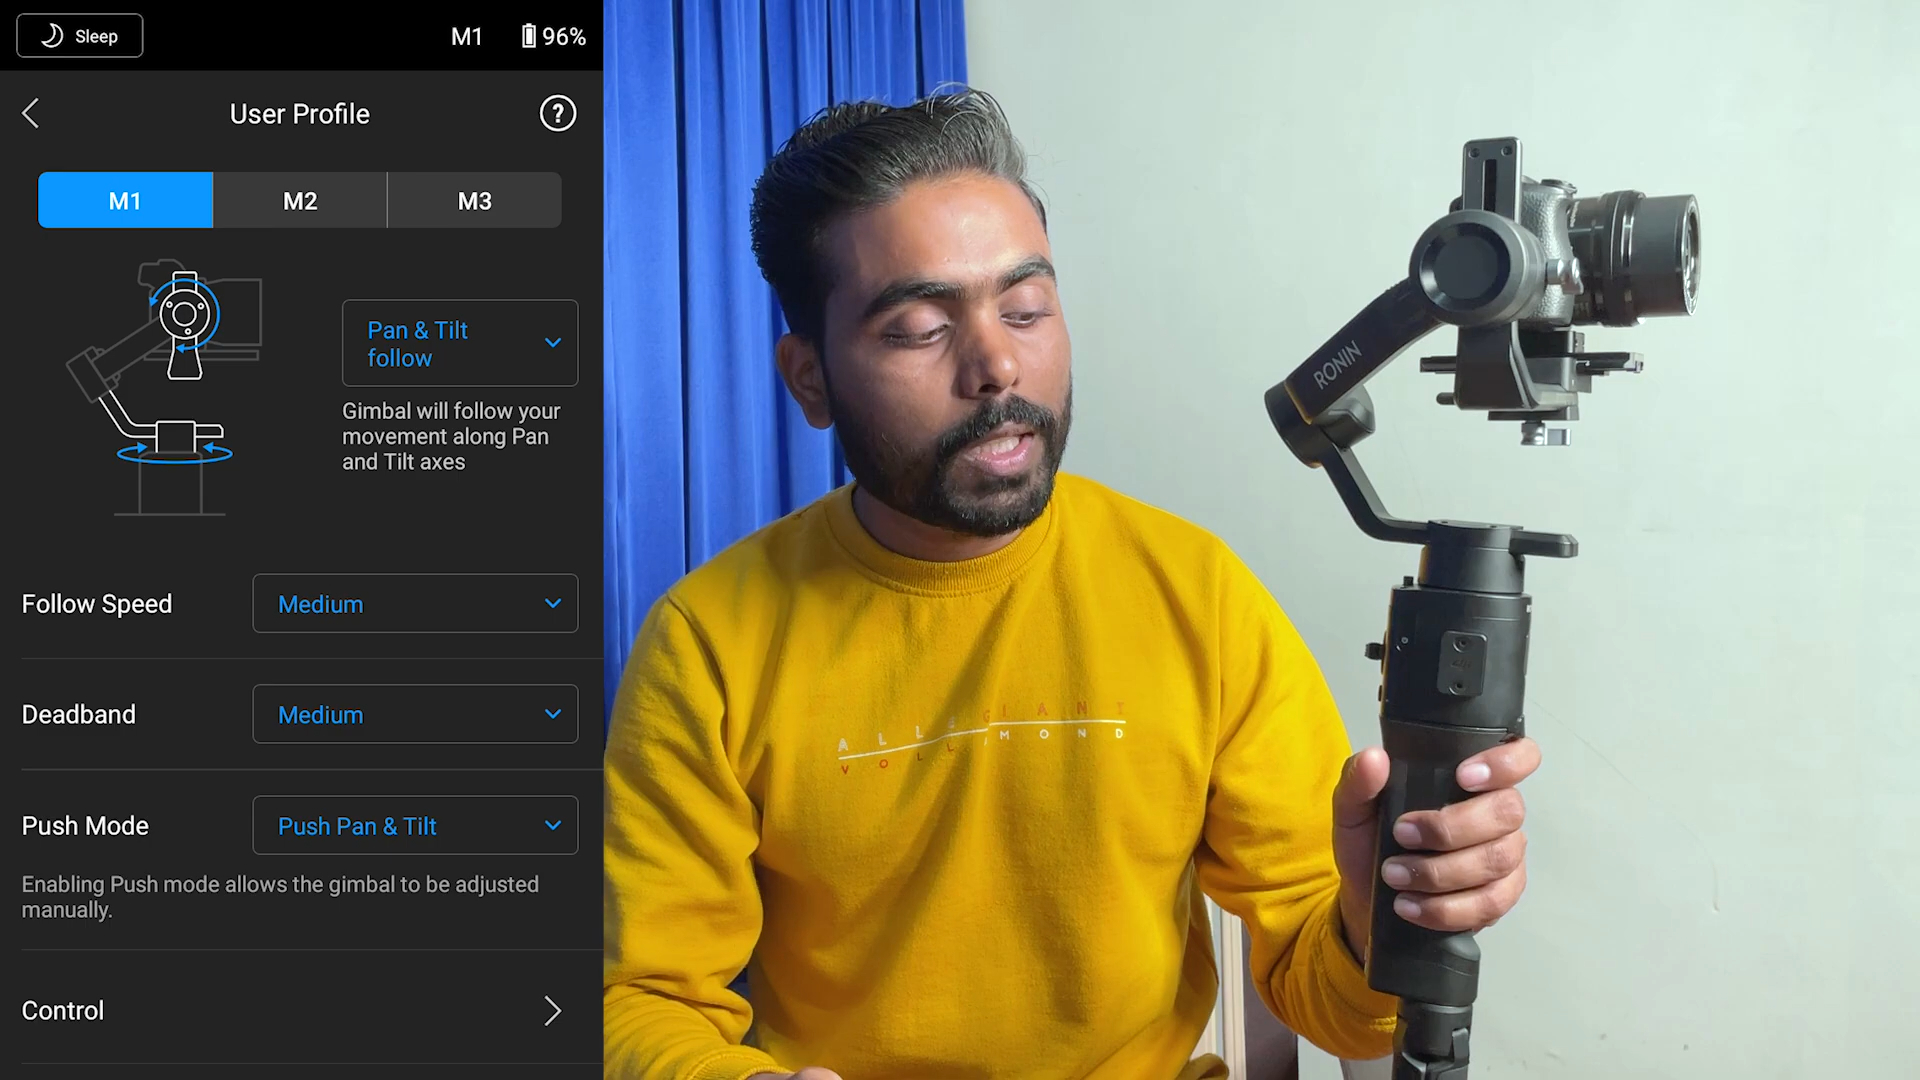 Sleep
M1
96%
User Profile
?
M1
M2
M3
Pan & Tilt
follow
Gimbal will follow your
movement along Pan
and Tilt axes
Follow Speed
Medium
Deadband
Medium
Push Mode
Push Pan & Tilt
Enabling Push mode allows the gimbal to be adjusted
manually.
Control
RONIN